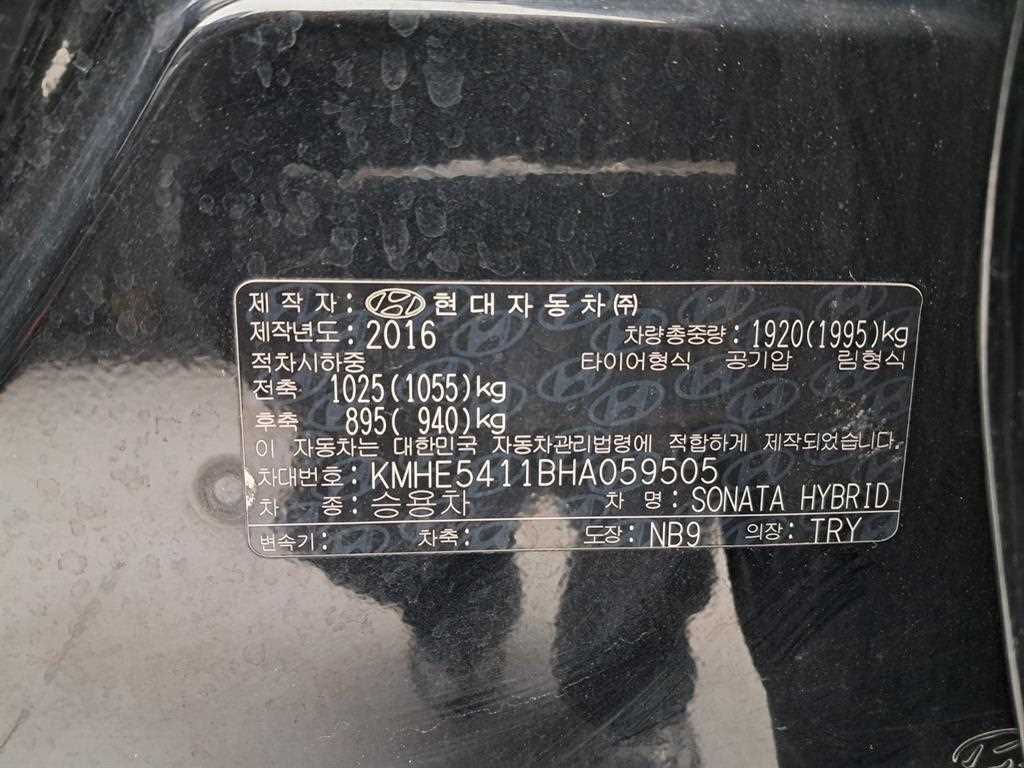 제 작 자 : 현대자동차㈜
제작년도 : 2016 차량총중량 : 1920(1995)kg
적차시하중 타이어형식 공기압 림형식
전축 1025(1055)kg
후축 895( 940)kg
이 자동차는 대한민국 자동차관리법령에 적합하게 제작되었습니다.
차대번호 : KMHE5411BHA059505
차 종 : 승용차 차 명 : SONATA HYBRID
변속기 : 차축 : 도장 : NB9 의장 : TRY